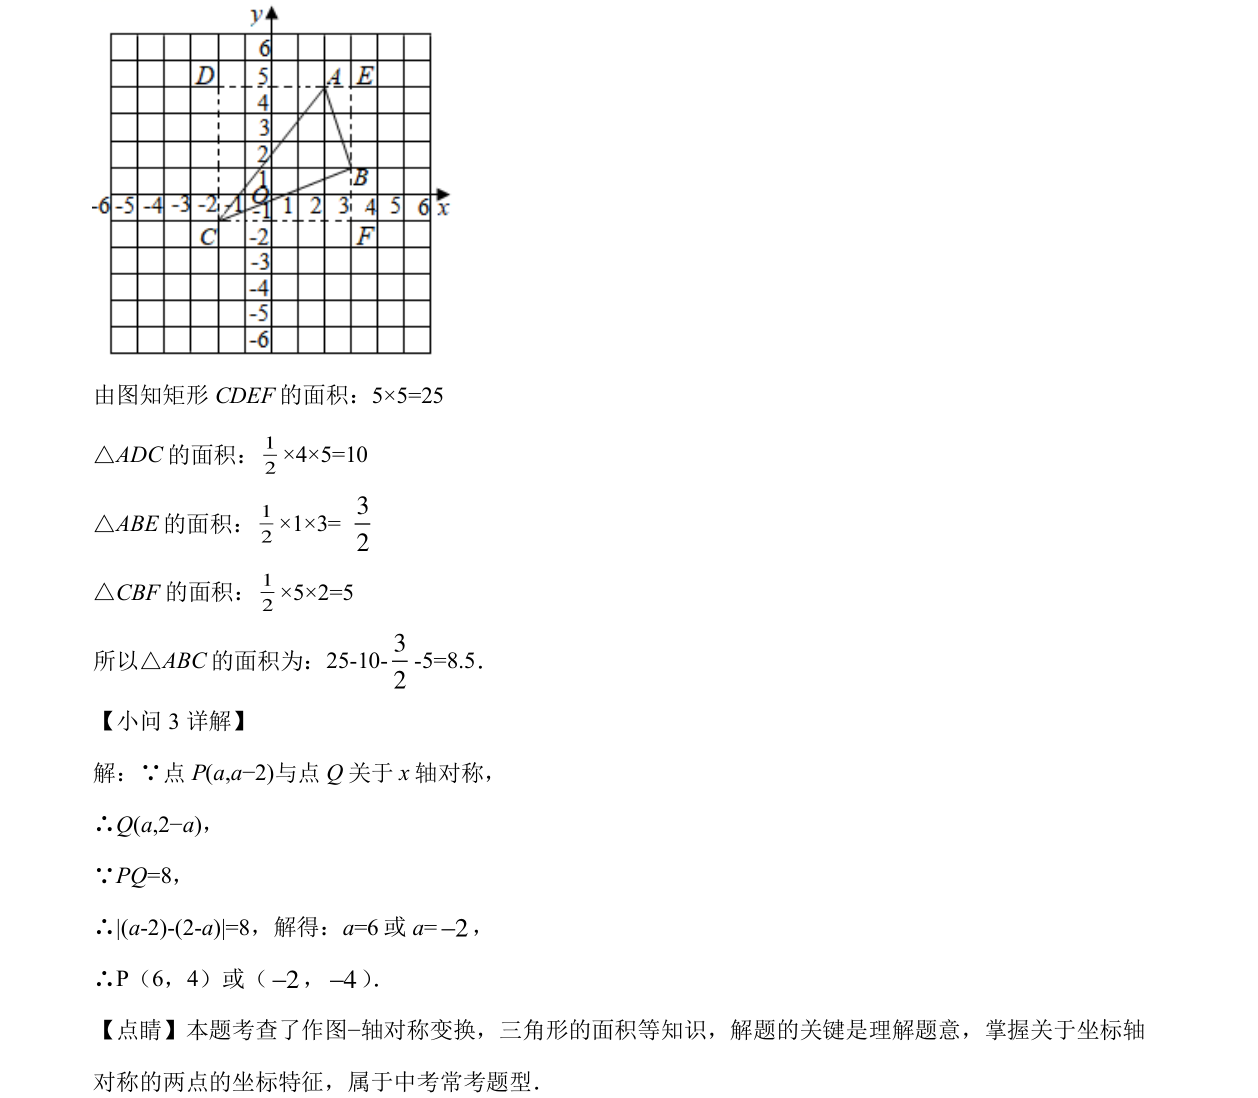 y
6
D 5 A E
4
3
2
1 B
O
-6 -5 -4 -3 -2 -1 1 2 3 4 5 6 x
-1
C -2 F
-3
-4
-5
-6
由图知矩形 CDEF 的面积：5×5=25
△ADC 的面积：1/2×4×5=10
△ABE 的面积：1/2×1×3= 3/2
△CBF 的面积：1/2×5×2=5
所以△ABC 的面积为：25-10-3/2-5=8.5．
【小问 3 详解】
解：∵点 P(a,a−2)与点 Q 关于 x 轴对称，
∴Q(a,2−a)，
∵PQ=8，
∴|(a-2)-(2-a)|=8，解得：a=6 或 a=−2，
∴P（6，4）或（−2，−4）．
【点睛】本题考查了作图−轴对称变换，三角形的面积等知识，解题的关键是理解题意，掌握关于坐标轴
对称的两点的坐标特征，属于中考常考题型．